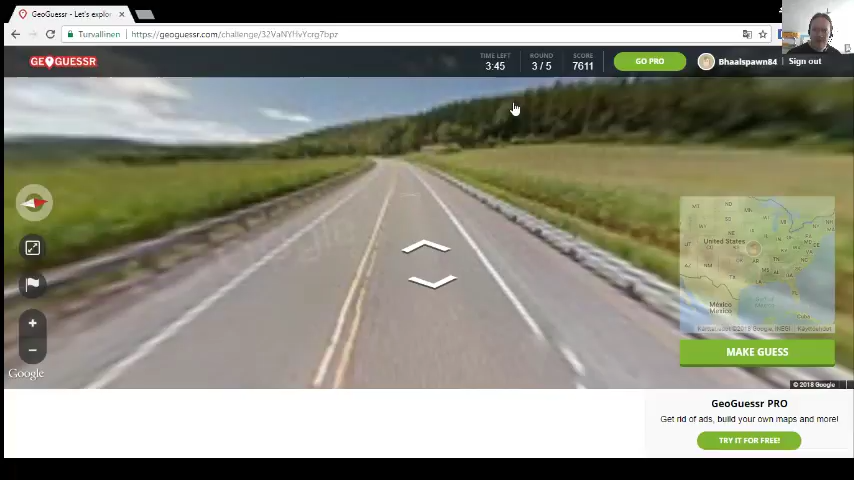 GeoGuessr - Let's explor
Turvallinen
https://geoguessr.com/challenge/32VaNYHvYcrg7bpz
GEOGUESSR
TIME LEFT
3:45
ROUND
3 / 5
SCORE
7611
GO PRO
Bhaalspawn84
Sign out
United States
México
Cuba
MAKE GUESS
Google
© 2018 Google
GeoGuessr PRO
Get rid of ads, build your own maps and more!
TRY IT FOR FREE!